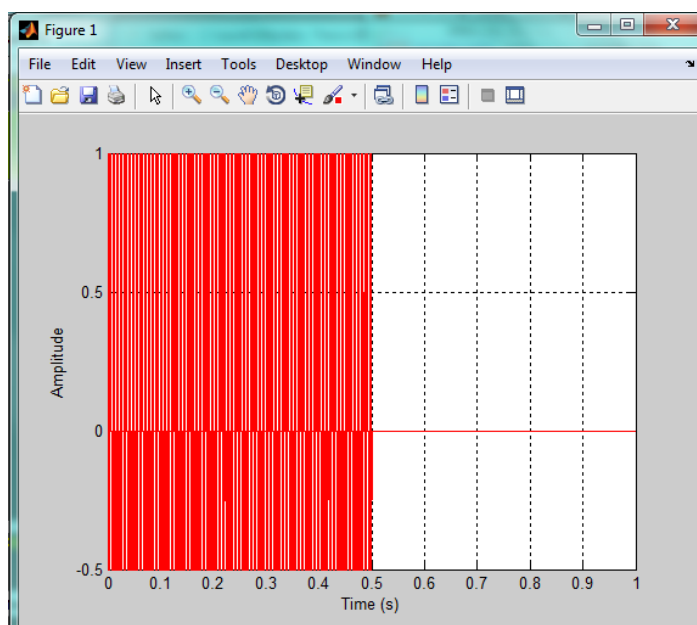 Figure 1
File Edit View Insert Tools Desktop Window Help
1
0.5
0
-0.5
Amplitude
0 0.1 0.2 0.3 0.4 0.5 0.6 0.7 0.8 0.9 1
Time (s)